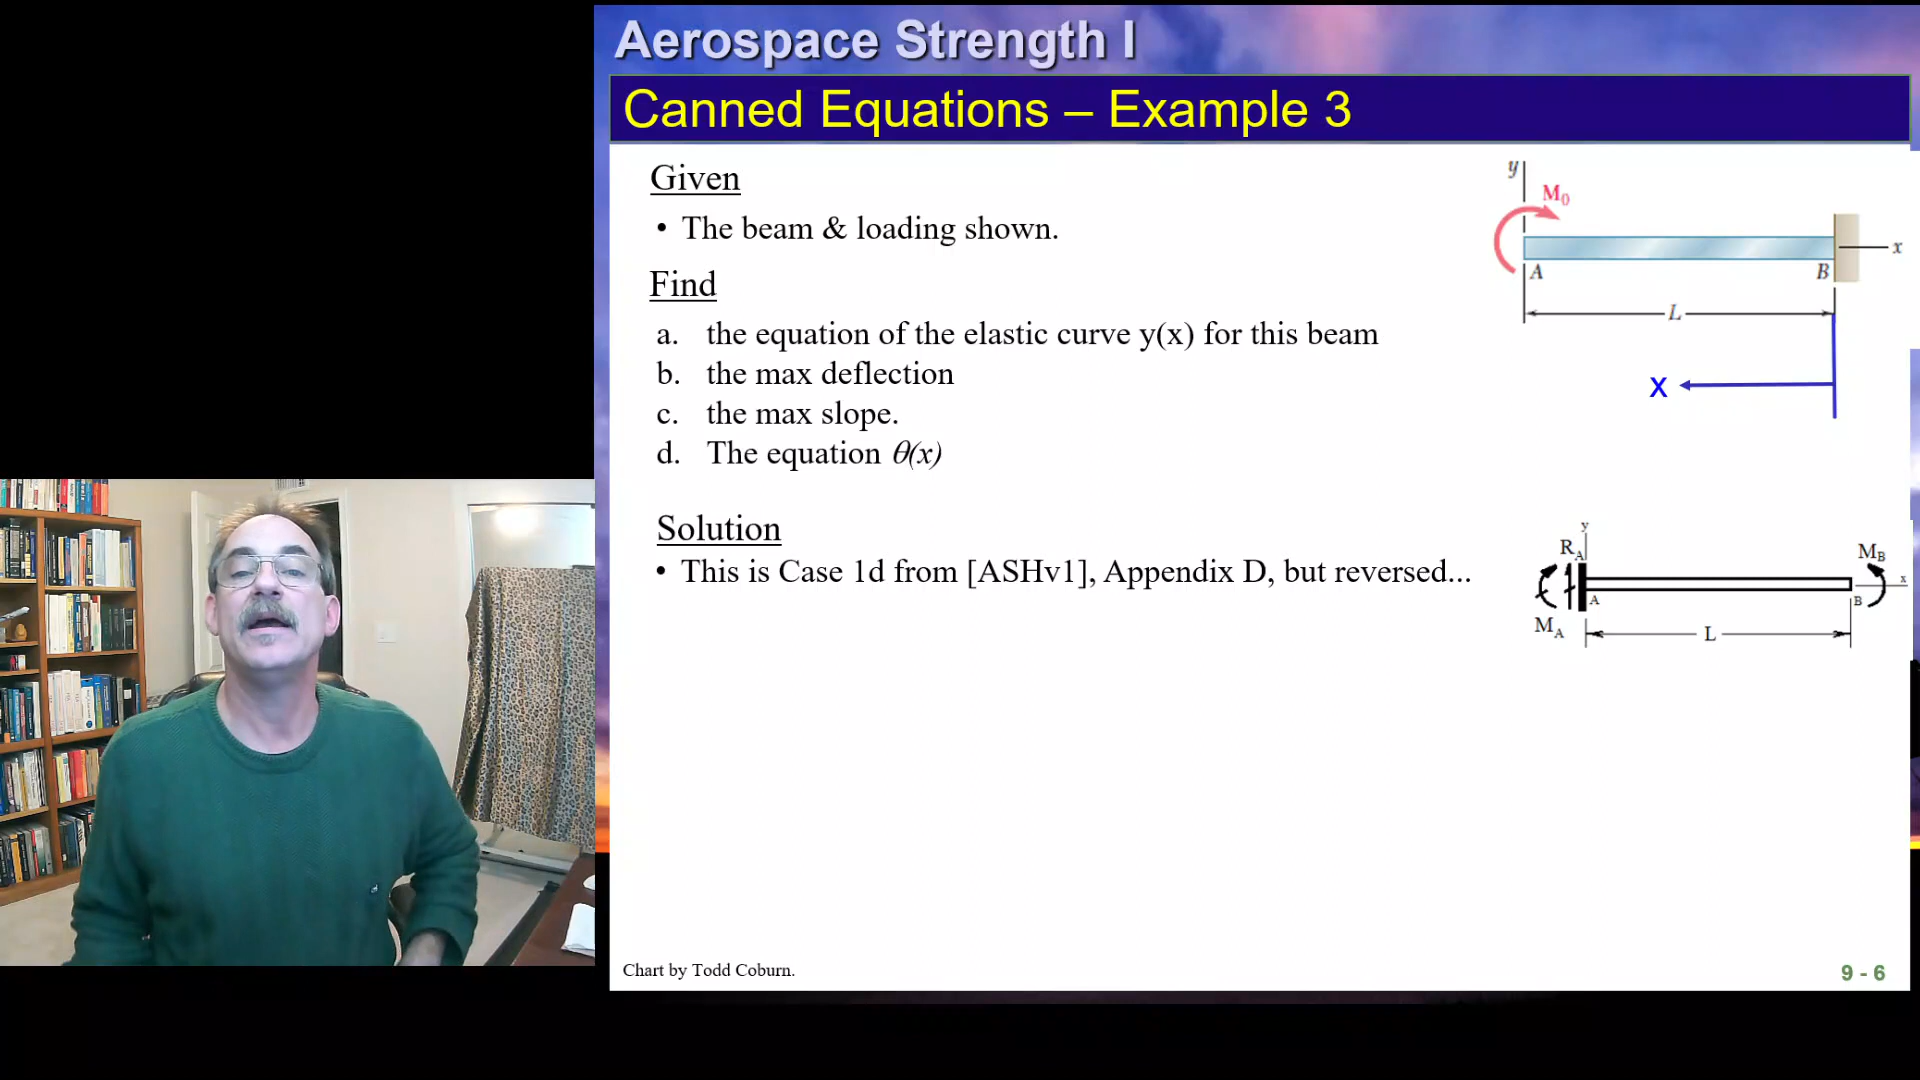 Aerospace Strength I
Canned Equations – Example 3
Given
• The beam & loading shown.
Find
a. the equation of the elastic curve y(x) for this beam
b. the max deflection
c. the max slope.
d. The equation θ(x)
Solution
• This is Case 1d from [ASHv1], Appendix D, but reversed...
y
M₀
x
A
B
L
x
y
R_A
M_B
x
A
B
M_A
L
Chart by Todd Coburn.
9 - 6